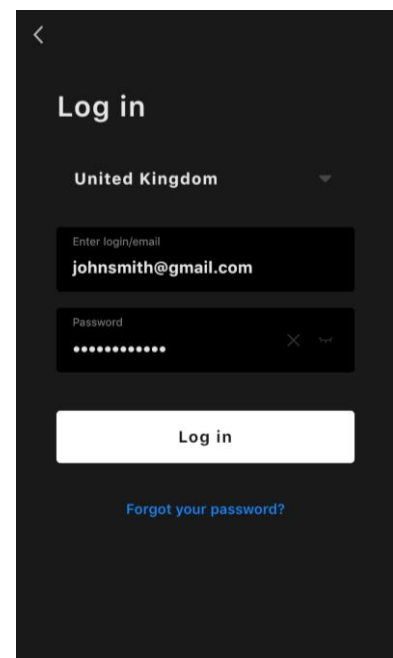 Log in
United Kingdom
Enter login/email
johnsmith@gmail.com
Password
••••••••••••
Log in
Forgot your password?